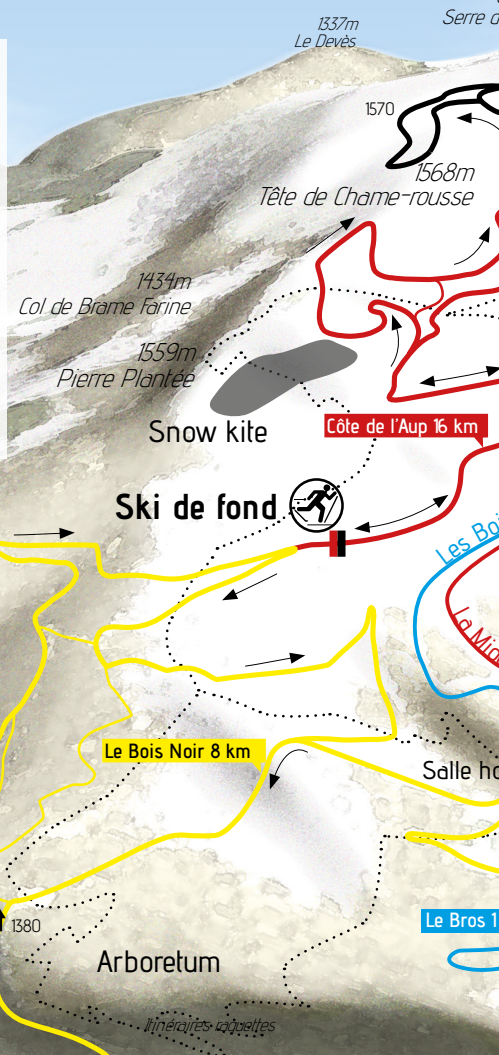 1337m
Le Devès
Serre d
1570
1568m
Tête de Chame-rousse
1434m
Col de Brame Farine
1559m
Pierre Plantée
Snow kite
Côte de l'Aup 16 km
Ski de fond
Les Boi
La Mia
Le Bois Noir 8 km
Salle ho
1380
Le Bros 1
Arboretum
Itinéraires raquettes